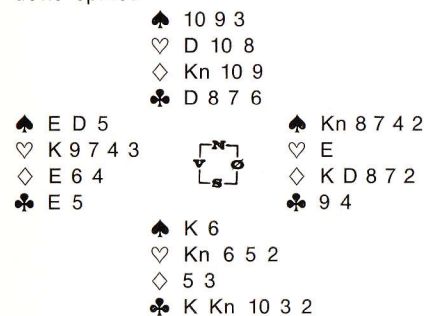 ♠ 10 9 3
♡ D 10 8
♢ Kn 10 9
♣ D 8 7 6
♠ E D 5 ♠ Kn 8 7 4 2
♡ K 9 7 4 3 N ♡ E
♢ E 6 4 V Ø ♢ K D 8 7 2
♣ E 5 S ♣ 9 4
♠ K 6
♡ Kn 6 5 2
♢ 5 3
♣ K Kn 10 3 2